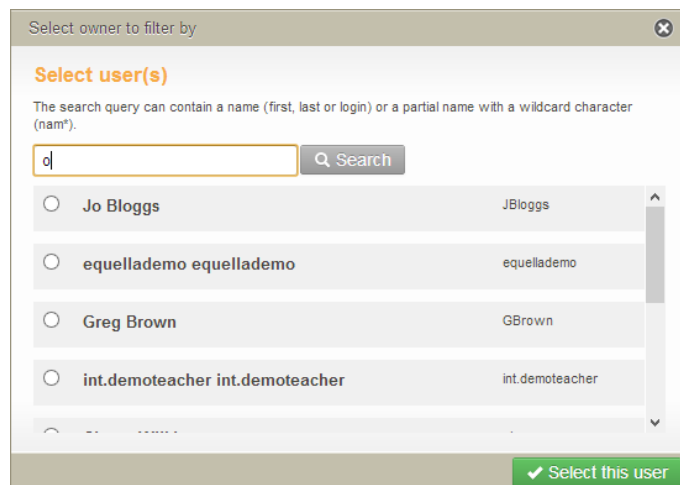 Select owner to filter by
Select user(s)
The search query can contain a name (first, last or login) or a partial name with a wildcard character
(nam*).
o Search
Jo Bloggs JBloggs
equellademo equellademo equellademo
Greg Brown GBrown
int.demoteacher int.demoteacher int.demoteacher
Select this user